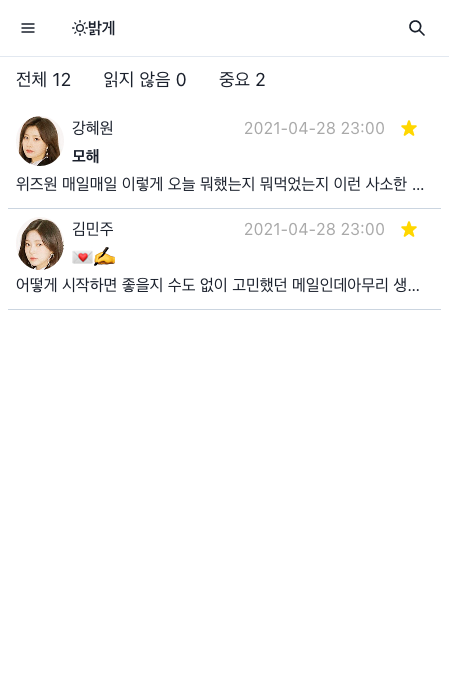 밝게
전체 12 읽지 않음 0 중요 2
강혜원 2021-04-28 23:00
모해
위즈원 매일매일 이렇게 오늘 뭐했는지 뭐먹었는지 이런 사소한 ...
김민주 2021-04-28 23:00
💌✍️
어떻게 시작하면 좋을지 수도 없이 고민했던 메일인데아무리 생...